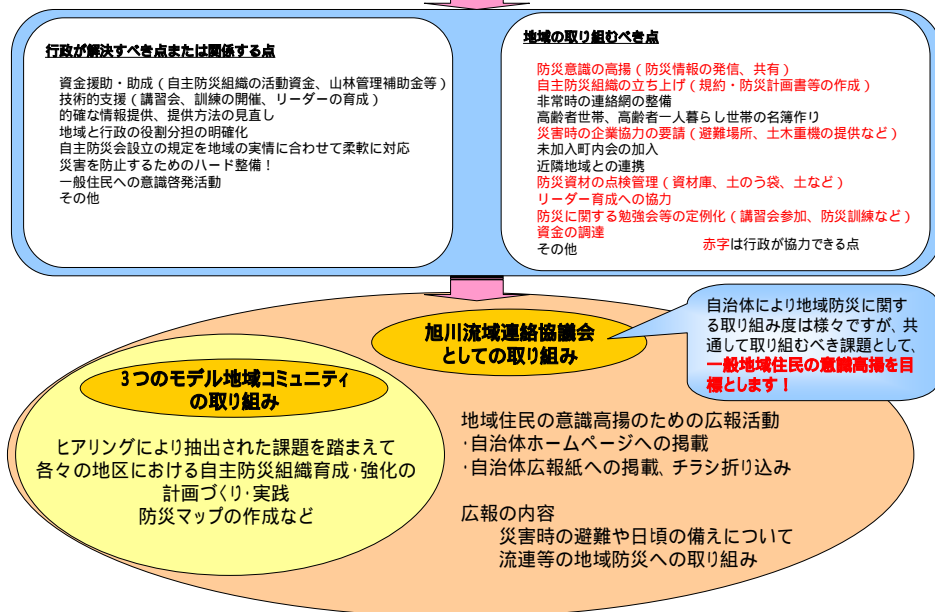 行政が解決すべき点または関係する点
資金援助・助成（自主防災組織の活動資金、山林管理補助金等）
技術的支援（講習会、訓練の開催、リーダーの育成）
的確な情報提供、提供方法の見直し
地域と行政の役割分担の明確化
自主防災会設立の規定を地域の実情に合わせて柔軟に対応
災害を防止するためのハード整備！
一般住民への意識啓発活動
その他
地域の取り組むべき点
防災意識の高揚（防災情報の発信、共有）
自主防災組織の立ち上げ（規約・防災計画書等の作成）
非常時の連絡網の整備
高齢者世帯、高齢者一人暮らし世帯の名簿作り
災害時の企業協力の要請（避難場所、土木重機の提供など）
未加入町内会の加入
近隣地域との連携
防災資材の点検管理（資材庫、土のう袋、土など）
リーダー育成への協力
防災に関する勉強会等の定例化（講習会参加、防災訓練など）
資金の調達
その他
赤字は行政が協力できる点
旭川流域連絡協議会
としての取り組み
自治体により地域防災に関す
る取り組み度は様々ですが、共
通して取り組むべき課題として、
一般地域住民の意識高揚を目
標とします！
3つのモデル地域コミュニティ
の取り組み
ヒアリングにより抽出された課題を踏まえて
各々の地区における自主防災組織育成・強化の
計画づくり・実践
防災マップの作成など
地域住民の意識高揚のための広報活動
・自治体ホームページへの掲載
・自治体広報紙への掲載、チラシ折り込み
広報の内容
災害時の避難や日頃の備えについて
流連等の地域防災への取り組み